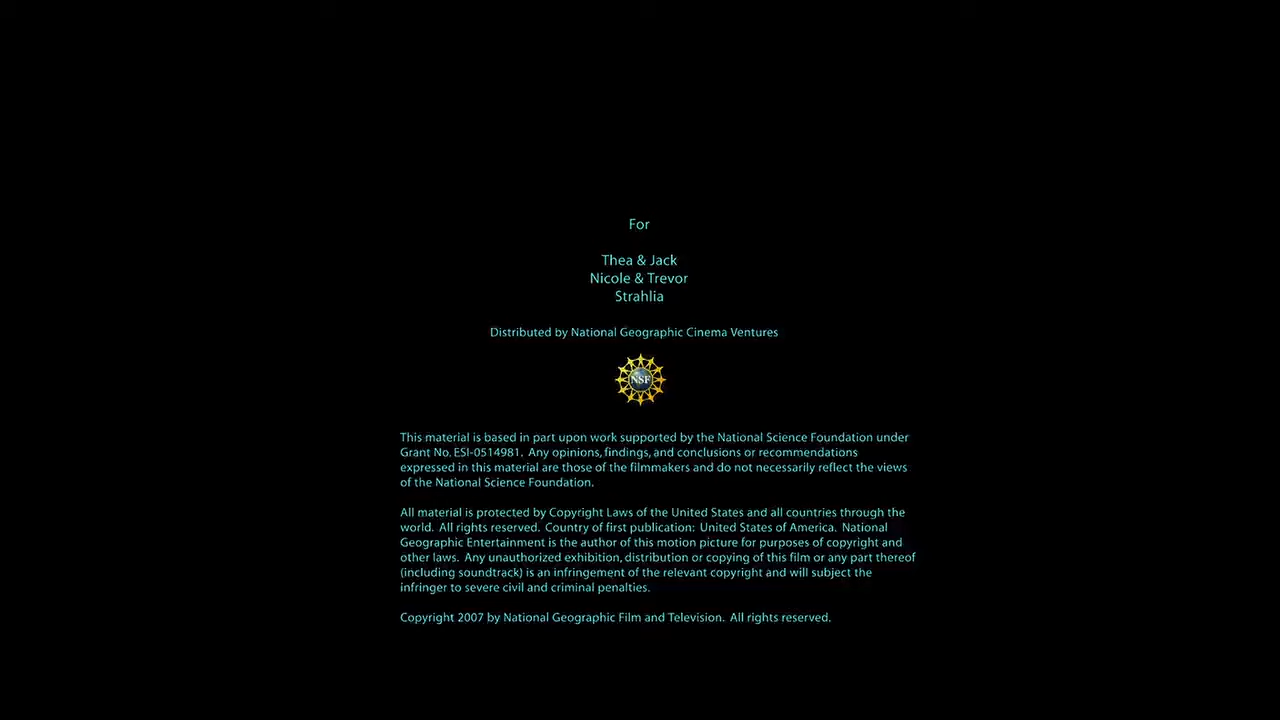 For
Thea & Jack
Nicole & Trevor
Strahlia
Distributed by National Geographic Cinema Ventures
NSF
This material is based in part upon work supported by the National Science Foundation under
Grant No. ESI-0514981. Any opinions, findings, and conclusions or recommendations
expressed in this material are those of the filmmakers and do not necessarily reflect the views
of the National Science Foundation.
All material is protected by Copyright Laws of the United States and all countries through the
world. All rights reserved. Country of first publication: United States of America. National
Geographic Entertainment is the author of this motion picture for purposes of copyright and
other laws. Any unauthorized exhibition, distribution or copying of this film or any part thereof
(including soundtrack) is an infringement of the relevant copyright and will subject the
infringer to severe civil and criminal penalties.
Copyright 2007 by National Geographic Film and Television. All rights reserved.